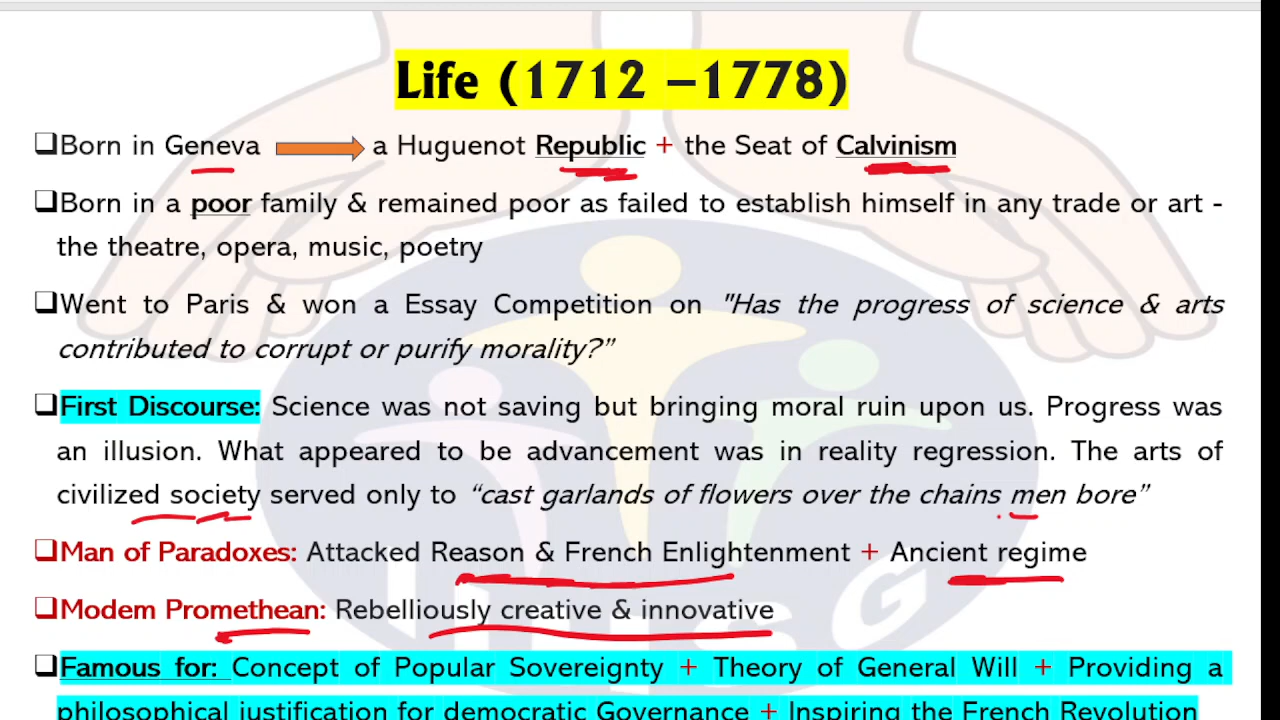 Life (1712 –1778)
❑Born in Geneva a Huguenot Republic + the Seat of Calvinism
❑Born in a poor family & remained poor as failed to establish himself in any trade or art -
the theatre, opera, music, poetry
❑Went to Paris & won a Essay Competition on "Has the progress of science & arts
contributed to corrupt or purify morality?”
❑First Discourse: Science was not saving but bringing moral ruin upon us. Progress was
an illusion. What appeared to be advancement was in reality regression. The arts of
civilized society served only to “cast garlands of flowers over the chains men bore”
❑Man of Paradoxes: Attacked Reason & French Enlightenment + Ancient regime
❑Modem Promethean: Rebelliously creative & innovative
❑Famous for: Concept of Popular Sovereignty + Theory of General Will + Providing a
philosophical justification for democratic Governance + Inspiring the French Revolution